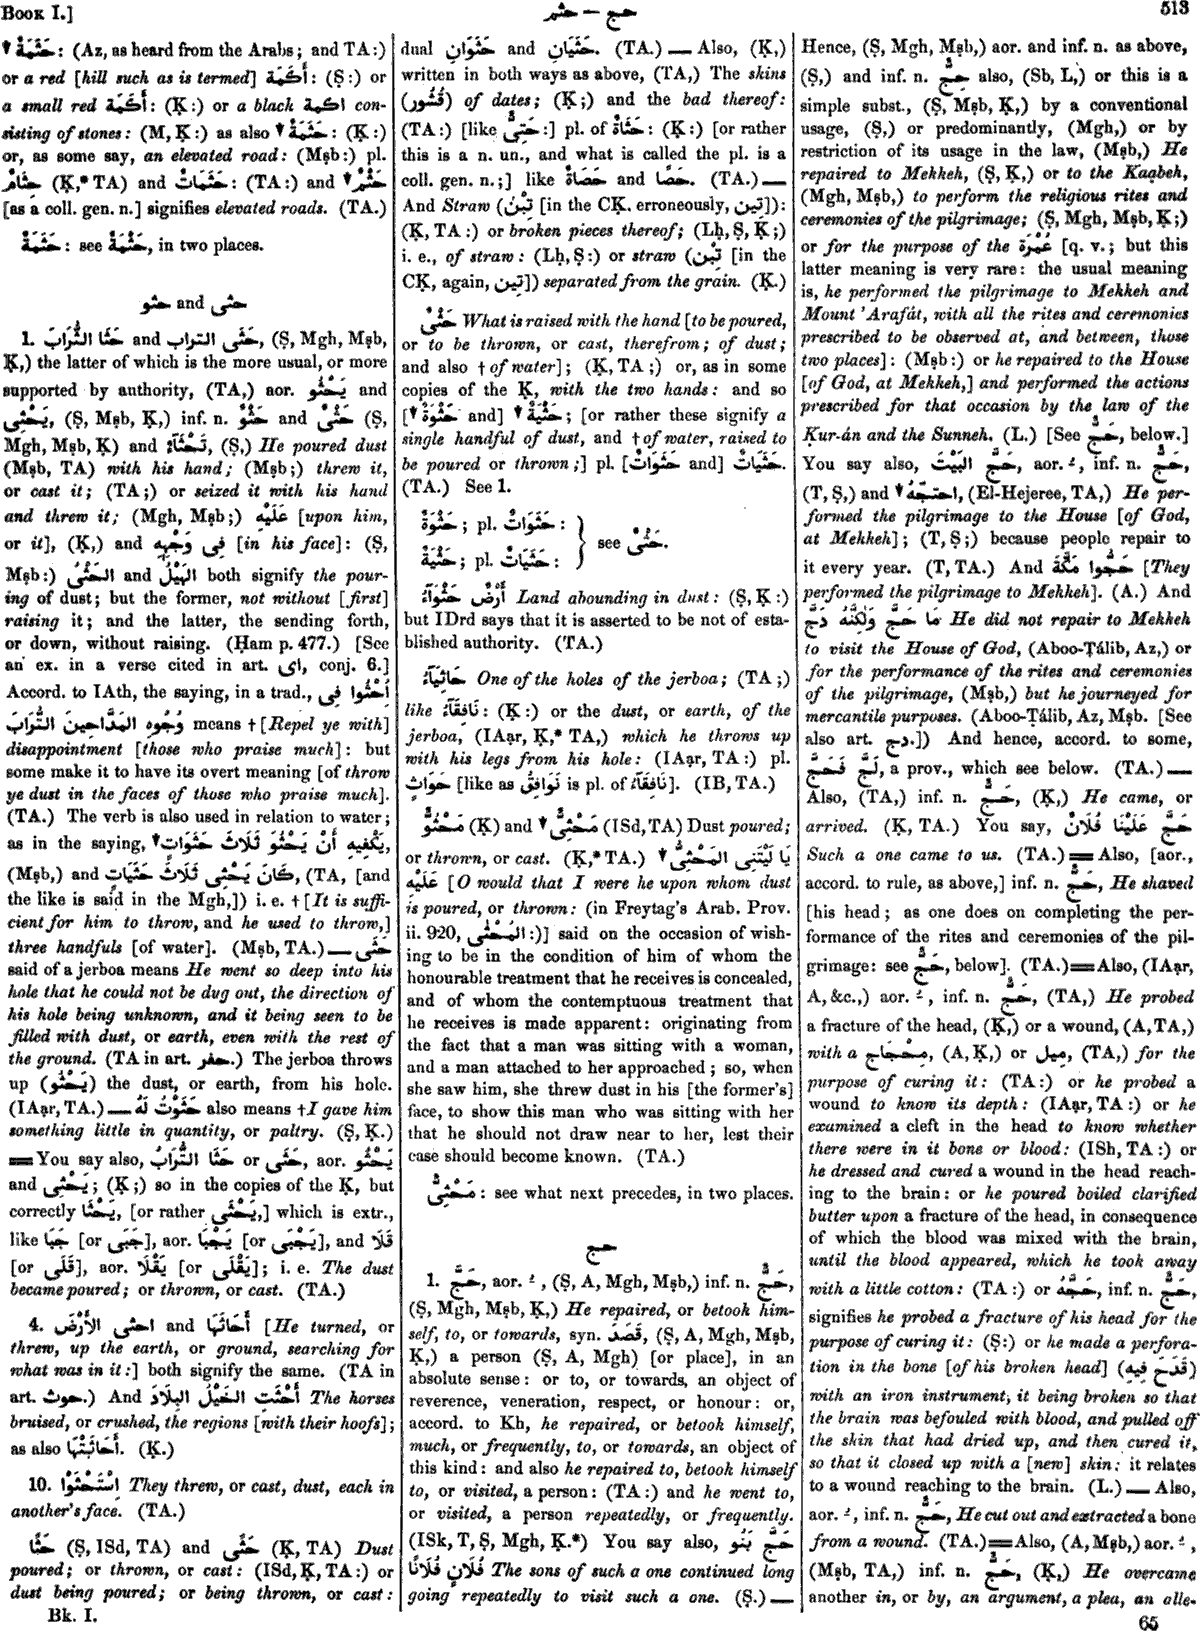 Book I.]
حج — حثم
513
حَثَمَةٌ: (Az, as heard from the Arabs; and TA:)
or a red [hill such as is termed] أَكَمَة: (Ṣ:) or
a small red أَكَمَة: (Ḳ:) or a black اكمة con-
sisting of stones: (M, Ḳ:) as also حَثَمَةٌ: (Ḳ:)
or, as some say, an elevated road: (Mṣb:) pl.
حِثَامٌ (Ḳ,* TA) and حَثَمَاتٌ: (TA:) and حَثْمٌ
[as a coll. gen. n.] signifies elevated roads. (TA.)
حَثَمَةٌ: see حَثْمَةٌ, in two places.
حثو and حثى
1. حَثَا التُّرَابَ and حَثَى التراب, (Ṣ, Mgh, Mṣb,
Ḳ,) the latter of which is the more usual, or more
supported by authority, (TA,) aor. يَحْثُو and
يَحْثِى, (Ṣ, Mṣb, Ḳ,) inf. n. حَثْوٌ and حَثْىٌ (Ṣ,
Mgh, Mṣb, Ḳ) and تَحْثَآءٌ, (Ṣ,) He poured dust
(Mṣb, TA) with his hand; (Mṣb;) threw it,
or cast it; (TA;) or seized it with his hand
and threw it; (Mgh, Mṣb;) عَلَيْهِ [upon him,
or it], (Ḳ,) and فِى وَجْهِهِ [in his face]: (Ṣ,
Mṣb:) الحَثْىُ and الهَيْلُ both signify the pour-
ing of dust; but the former, not without [first]
raising it; and the latter, the sending forth,
or down, without raising. (Ḥam p. 477.) [See
an ex. in a verse cited in art. اى, conj. 6.]
Accord. to IAth, the saying, in a trad., اُحْثُوا فِى
وُجُوهِ المَدَّاحِينَ التُّرَابَ means † [Repel ye with]
disappointment [those who praise much]: but
some make it to have its overt meaning [of throw
ye dust in the faces of those who praise much].
(TA.) The verb is also used in relation to water;
as in the saying, يَكْفِيهِ أَنْ يَحْثُوَ ثَلَاثَ حَثَوَاتٍ,
(Mṣb,) and كَانَ يَحْثِى ثَلَاثَ حَثَيَاتٍ, (TA, [and
the like is said in the Mgh,]) i. e. † [It is suffi-
cient for him to throw, and he used to throw,]
three handfuls [of water]. (Mṣb, TA.) — حَثَى
said of a jerboa means He went so deep into his
hole that he could not be dug out, the direction of
his hole being unknown, and it being seen to be
filled with dust, or earth, even with the rest of
the ground. (TA in art. حفر.) The jerboa throws
up (يَحْثُو) the dust, or earth, from his hole.
(IAạr, TA.) — حَثَوْتُ لَهُ also means † I gave him
something little in quantity, or paltry. (Ṣ, Ḳ.)
= You say also, حَثَا التُّرَابُ or حَثَى, aor. يَحْثُو
and يَحْثِى; (Ḳ;) so in the copies of the Ḳ, but
correctly يَحْثَا, [or rather يَحْثَى,] which is extr.,
like جَبَا [or جَبَى], aor. يَجْبَا [or يَجْبَى], and قَلَا
[or قَلَى], aor. يَقْلَا [or يَقْلَى]; i. e. The dust
became poured; or thrown, or cast. (TA.)
4. احثى الأَرْضَ and أَحَاثَهَا [He turned, or
threw, up the earth, or ground, searching for
what was in it:] both signify the same. (TA in
art. حوث.) And أَحْثَتِ الخَيْلُ البِلَادَ The horses
bruised, or crushed, the regions [with their hoofs];
as also أَحَاثَتْهَا. (Ḳ.)
10. اِسْتَحْثَوْا They threw, or cast, dust, each in
another's face. (TA.)
حَثًا (Ṣ, ISd, TA) and حَثًى (Ḳ, TA) Dust
poured; or thrown, or cast: (ISd, Ḳ, TA:) or
dust being poured; or being thrown, or cast:
Bk. I.
dual حَثَوَانِ and حَثَيَانِ. (TA.) — Also, (Ḳ,)
written in both ways as above, (TA,) The skins
(قُشُور) of dates; (Ḳ;) and the bad thereof:
(TA:) [like حَتِىٌّ:] pl. of حَثَاةٌ: (Ḳ:) [or rather
this is a n. un., and what is called the pl. is a
coll. gen. n.;] like حَصًا and حَصَاةٌ. (TA.) —
And Straw (تِبْنٌ [in the CḲ. erroneously, تِين]):
(Ḳ, TA:) or broken pieces thereof; (Lḥ, Ṣ, Ḳ;)
i. e., of straw: (Lḥ, Ṣ:) or straw (تِبْن [in the
CḲ, again, تِين]) separated from the grain. (Ḳ.)
حَثْىٌ What is raised with the hand [to be poured,
or to be thrown, or cast, therefrom; of dust;
and also † of water]; (Ḳ, TA;) or, as in some
copies of the Ḳ, with the two hands: and so
[حَثْوَةٌ and] حَثْيَةٌ; [or rather these signify a
single handful of dust, and † of water, raised to
be poured or thrown;] pl. [حَثَوَاتٌ and] حَثَيَاتٌ.
(TA.) See 1.
حَثْوَةٌ; pl. حَثَوَاتٌ:
حَثْيَةٌ; pl. حَثَيَاتٌ: } see حَثْىٌ.
أَرْضٌ حَثْوَآءُ Land abounding in dust: (Ṣ, Ḳ:)
but IDrd says that it is asserted to be not of esta-
blished authority. (TA.)
حَاثِيَآءُ One of the holes of the jerboa; (TA;)
like نَافِقَآءُ: (Ḳ:) or the dust, or earth, of the
jerboa, (IAạr, Ḳ,* TA,) which he throws up
with his legs from his hole: (IAạr, TA:) pl.
حَوَاثٍ [like as نَوَافِقُ is pl. of نَافِقَآءُ]. (IB, TA.)
مَحْثُوٌّ (Ḳ) and مَحْثِىٌّ (ISd, TA) Dust poured;
or thrown, or cast. (Ḳ,* TA.) يَا لَيْتَنِى المَحْثِىُّ
عَلَيْهِ [O would that I were he upon whom dust
is poured, or thrown: (in Freytag's Arab. Prov.
ii. 920, المُحْثَى:)] said on the occasion of wish-
ing to be in the condition of him of whom the
honourable treatment that he receives is concealed,
and of whom the contemptuous treatment that
he receives is made apparent: originating from
the fact that a man was sitting with a woman,
and a man attached to her approached; so, when
she saw him, she threw dust in his [the former's]
face, to show this man who was sitting with her
that he should not draw near to her, lest their
case should become known. (TA.)
مَحْثِىٌّ: see what next precedes, in two places.
حج
1. حَجَّ, aor. ‐ُ, (Ṣ, A, Mgh, Mṣb,) inf. n. حَجٌّ,
(Ṣ, Mgh, Mṣb, Ḳ,) He repaired, or betook him-
self, to, or towards, syn. قَصَدَ, (Ṣ, A, Mgh, Mṣb,
Ḳ,) a person (Ṣ, A, Mgh) [or place], in an
absolute sense: or to, or towards, an object of
reverence, veneration, respect, or honour: or,
accord. to Kh, he repaired, or betook himself,
much, or frequently, to, or towards, an object of
this kind: and also he repaired to, betook himself
to, or visited, a person: (TA:) and he went to,
or visited, a person repeatedly, or frequently.
(ISk, T, Ṣ, Mgh, Ḳ.*) You say also, حَجَّ بَنُو
فُلَانٍ فُلَانًا The sons of such a one continued long
going repeatedly to visit such a one. (Ṣ.) —
Hence, (Ṣ, Mgh, Mṣb,) aor. and inf. n. as above,
(Ṣ,) and inf. n. حِجٌّ also, (Sb, L,) or this is a
simple subst., (Ṣ, Mṣb, Ḳ,) by a conventional
usage, (Ṣ,) or predominantly, (Mgh,) or by
restriction of its usage in the law, (Mṣb,) He
repaired to Mekkeh, (Ṣ, Ḳ,) or to the Kaạbeh,
(Mgh, Mṣb,) to perform the religious rites and
ceremonies of the pilgrimage; (Ṣ, Mgh, Mṣb, Ḳ;)
or for the purpose of the عُمْرَة [q. v.; but this
latter meaning is very rare: the usual meaning
is, he performed the pilgrimage to Mekkeh and
Mount 'Arafát, with all the rites and ceremonies
prescribed to be observed at, and between, those
two places]: (Mṣb:) or he repaired to the House
[of God, at Mekkeh,] and performed the actions
prescribed for that occasion by the law of the
Ḳur-án and the Sunneh. (L.) [See حَجٌّ, below.]
You say also, حَجَّ البَيْتَ, aor. ‐ُ, inf. n. حَجٌّ,
(T, Ṣ,) and احتجّهُ, (El-Hejeree, TA,) He per-
formed the pilgrimage to the House [of God,
at Mekkeh]; (T, Ṣ;) because people repair to
it every year. (T, TA.) And حَجُّوا مَكَّةَ [They
performed the pilgrimage to Mekkeh]. (A.) And
مَا حَجَّ وَلٰكِنَّهُ دَجَّ He did not repair to Mekkeh
to visit the House of God, (Aboo-Ṭálib, Az,) or
for the performance of the rites and ceremonies
of the pilgrimage, (Mṣb,) but he journeyed for
mercantile purposes. (Aboo-Ṭálib, Az, Mṣb. [See
also art. دج.]) And hence, accord. to some,
لَجَّ فَحَجَّ, a prov., which see below. (TA.) —
Also, (TA,) inf. n. حَجٌّ, (Ḳ,) He came, or
arrived. (Ḳ, TA.) You say, حَجَّ عَلَيْنَا فُلَانٌ
Such a one came to us. (TA.) = Also, [aor.,
accord. to rule, as above,] inf. n. حَجٌّ, He shaved
[his head; as one does on completing the per-
formance of the rites and ceremonies of the pil-
grimage: see حَجٌّ, below]. (TA.) = Also, (IAạr,
A, &c.,) aor. ‐ُ, inf. n. حَجٌّ, (TA,) He probed
a fracture of the head, (Ḳ,) or a wound, (A, TA,)
with a مِحْجَاج, (A, Ḳ,) or مِيل, (TA,) for the
purpose of curing it: (TA:) or he probed a
wound to know its depth: (IAạr, TA:) or he
examined a cleft in the head to know whether
there were in it bone or blood: (ISh, TA:) or
he dressed and cured a wound in the head reach-
ing to the brain: or he poured boiled clarified
butter upon a fracture of the head, in consequence
of which the blood was mixed with the brain,
until the blood appeared, which he took away
with a little cotton: (TA:) or حَجَّهُ, inf. n. حَجٌّ,
signifies he probed a fracture of his head for the
purpose of curing it: (Ṣ:) or he made a perfora-
tion in the bone [of his broken head] (قَدَحَ فِيهِ)
with an iron instrument, it being broken so that
the brain was befouled with blood, and pulled off
the skin that had dried up, and then cured it,
so that it closed up with a [new] skin: it relates
to a wound reaching to the brain. (L.) — Also,
aor. ‐ُ, inf. n. حَجٌّ, He cut out and extracted a bone
from a wound. (TA.) = Also, (A, Mṣb,) aor. ‐ُ,
(Mṣb, TA,) inf. n. حَجٌّ, (Ḳ,) He overcame
another in, or by, an argument, a plea, an alle-
65